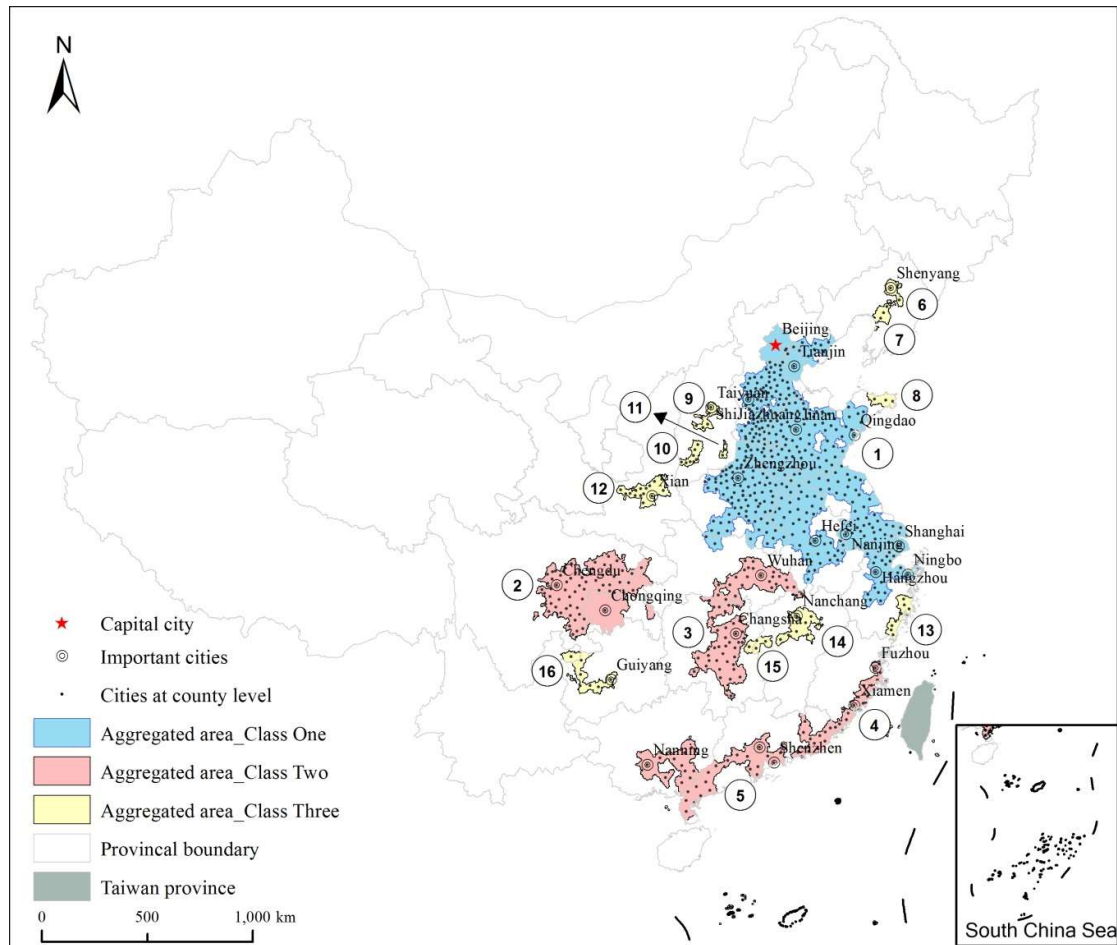 N
Shenyang
6
Beijing
7
Tianjin
8
11
9
Taiyuan
ShiJiazhuang
Jinan
Qingdao
10
1
Zhengzhou
12
Xian
Hefei
Shanghai
Nanjing
2
Chengdu
Wuhan
Ningbo
Hangzhou
Chongqing
Nanchang
3
Changsha
13
14
15
16
Guiyang
Fuzhou
Xiamen
4
Nanning
Shenzhen
5
Capital city
Important cities
Cities at county level
Aggregated area_Class One
Aggregated area_Class Two
Aggregated area_Class Three
Provincal boundary
Taiwan province
0 500 1,000 km
South China Sea